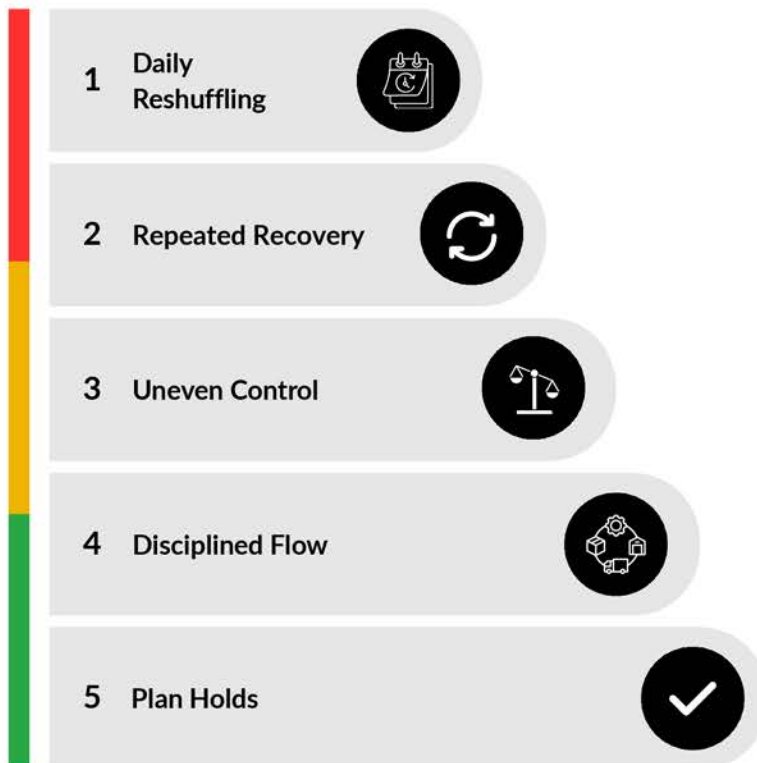 1 Daily
Reshuffling
2 Repeated Recovery
3 Uneven Control
4 Disciplined Flow
5 Plan Holds